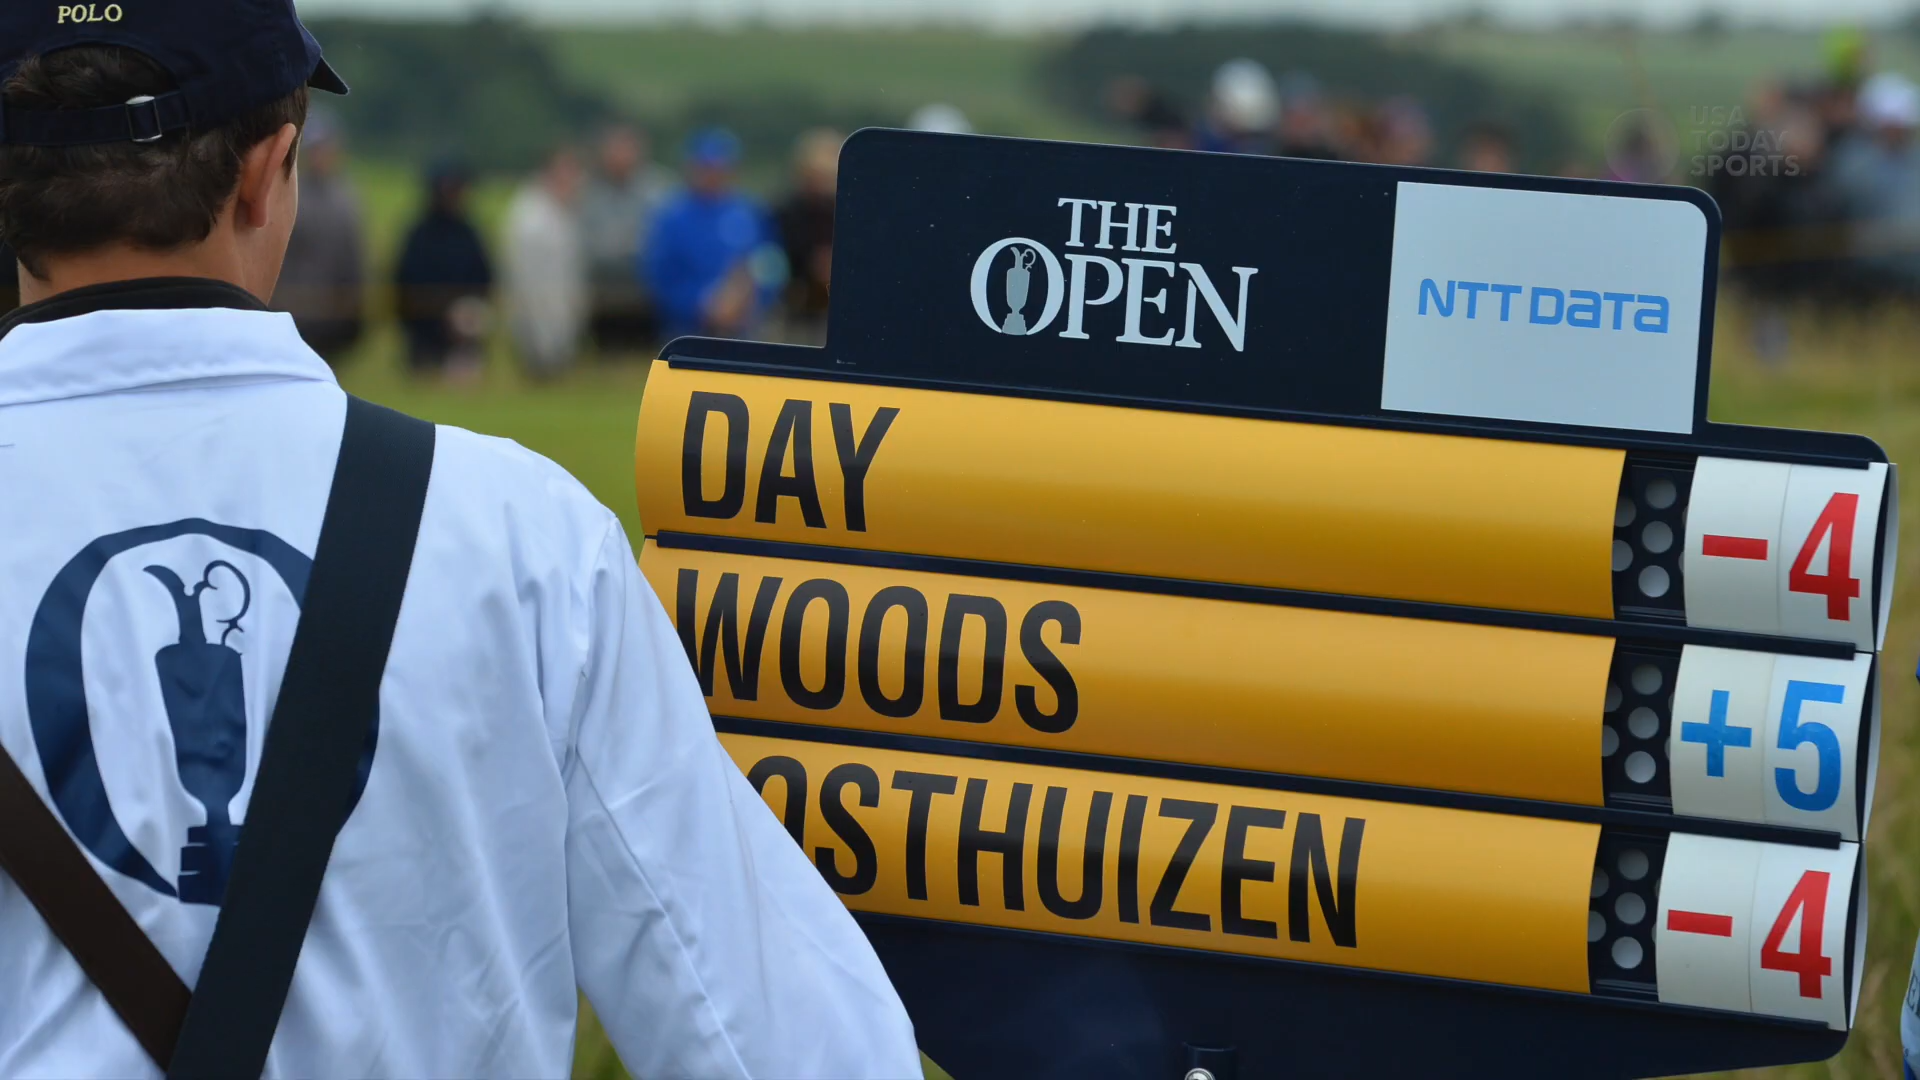 POLO
USA
TODAY
SPORTS
THE
OPEN
NTT DATA
DAY -4
WOODS +5
OSTHUIZEN -4